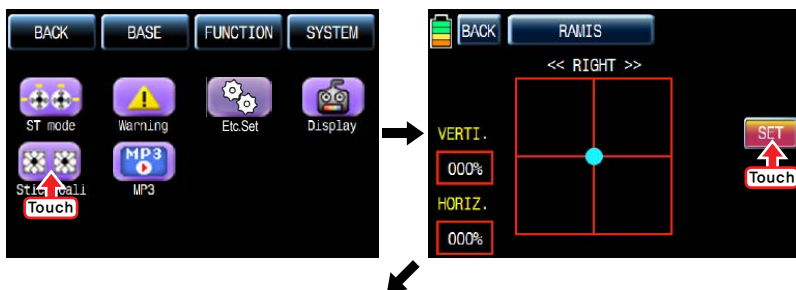 BACK BASE FUNCTION SYSTEM
ST mode Warning Etc.Set Display
MP3
Touch
MP3
BACK RAMIS
<< RIGHT >>
VERTI.
000%
HORIZ.
000%
SET
Touch